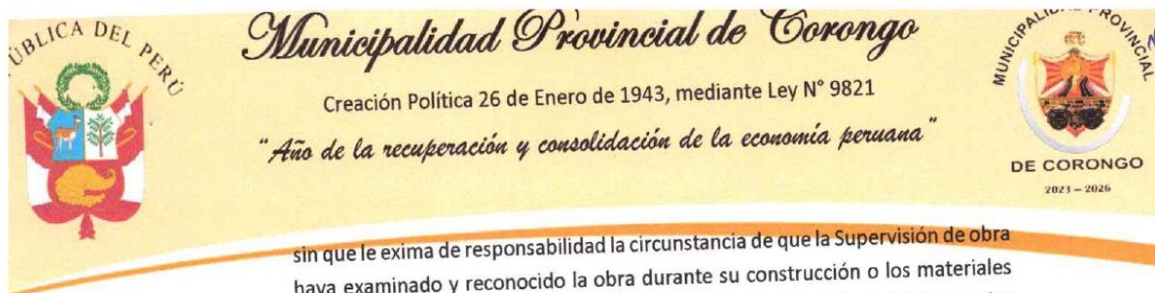 REPÚBLICA DEL PERÚ
Municipalidad Provincial de Corongo
Creación Política 26 de Enero de 1943, mediante Ley N° 9821
"Año de la recuperación y consolidación de la economía peruana"
MUNICIPALIDAD PROVINCIAL
DE CORONGO
2023 – 2026
sin que le exima de responsabilidad la circunstancia de que la Supervisión de obra
haya examinado y reconocido la obra durante su construcción o los materiales